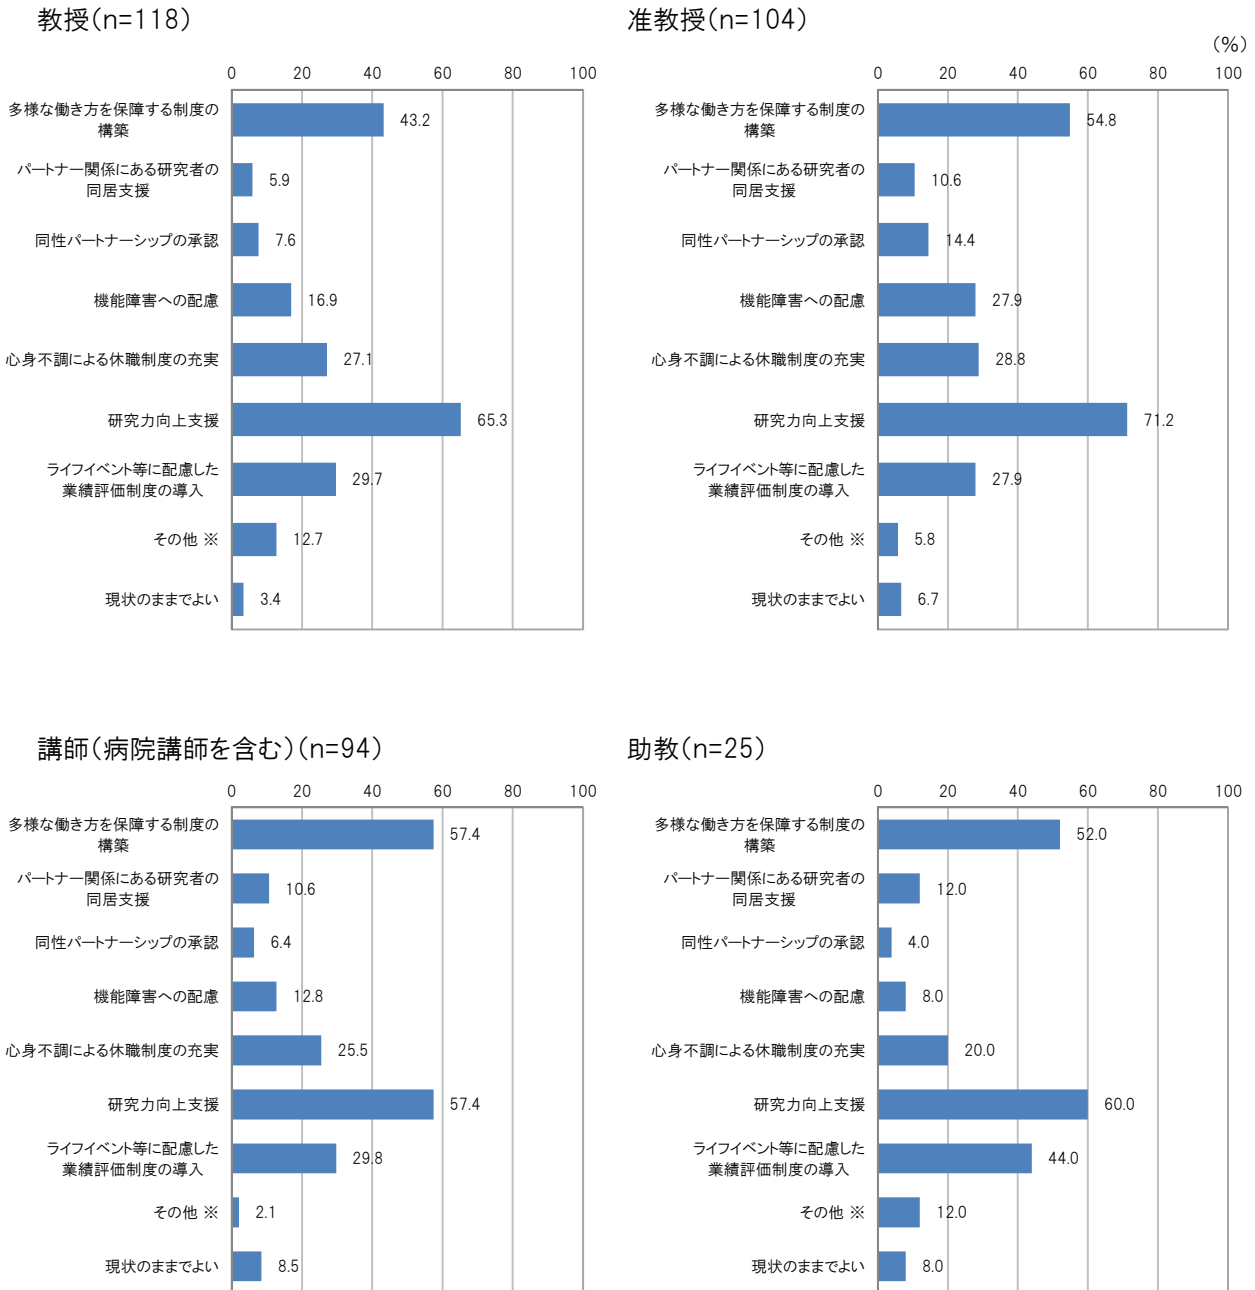 教授(n=118)
0 20 40 60 80 100
多様な働き方を保障する制度の
構築
43.2
パートナー関係にある研究者の
同居支援
5.9
同性パートナーシップの承認
7.6
機能障害への配慮
16.9
心身不調による休職制度の充実
27.1
研究力向上支援
65.3
ライフイベント等に配慮した
業績評価制度の導入
29.7
その他 ※
12.7
現状のままでよい
3.4
准教授(n=104)
(%)
0 20 40 60 80 100
多様な働き方を保障する制度の
構築
54.8
パートナー関係にある研究者の
同居支援
10.6
同性パートナーシップの承認
14.4
機能障害への配慮
27.9
心身不調による休職制度の充実
28.8
研究力向上支援
71.2
ライフイベント等に配慮した
業績評価制度の導入
27.9
その他 ※
5.8
現状のままでよい
6.7
講師(病院講師を含む)(n=94)
0 20 40 60 80 100
多様な働き方を保障する制度の
構築
57.4
パートナー関係にある研究者の
同居支援
10.6
同性パートナーシップの承認
6.4
機能障害への配慮
12.8
心身不調による休職制度の充実
25.5
研究力向上支援
57.4
ライフイベント等に配慮した
業績評価制度の導入
29.8
その他 ※
2.1
現状のままでよい
8.5
助教(n=25)
0 20 40 60 80 100
多様な働き方を保障する制度の
構築
52.0
パートナー関係にある研究者の
同居支援
12.0
同性パートナーシップの承認
4.0
機能障害への配慮
8.0
心身不調による休職制度の充実
20.0
研究力向上支援
60.0
ライフイベント等に配慮した
業績評価制度の導入
44.0
その他 ※
12.0
現状のままでよい
8.0